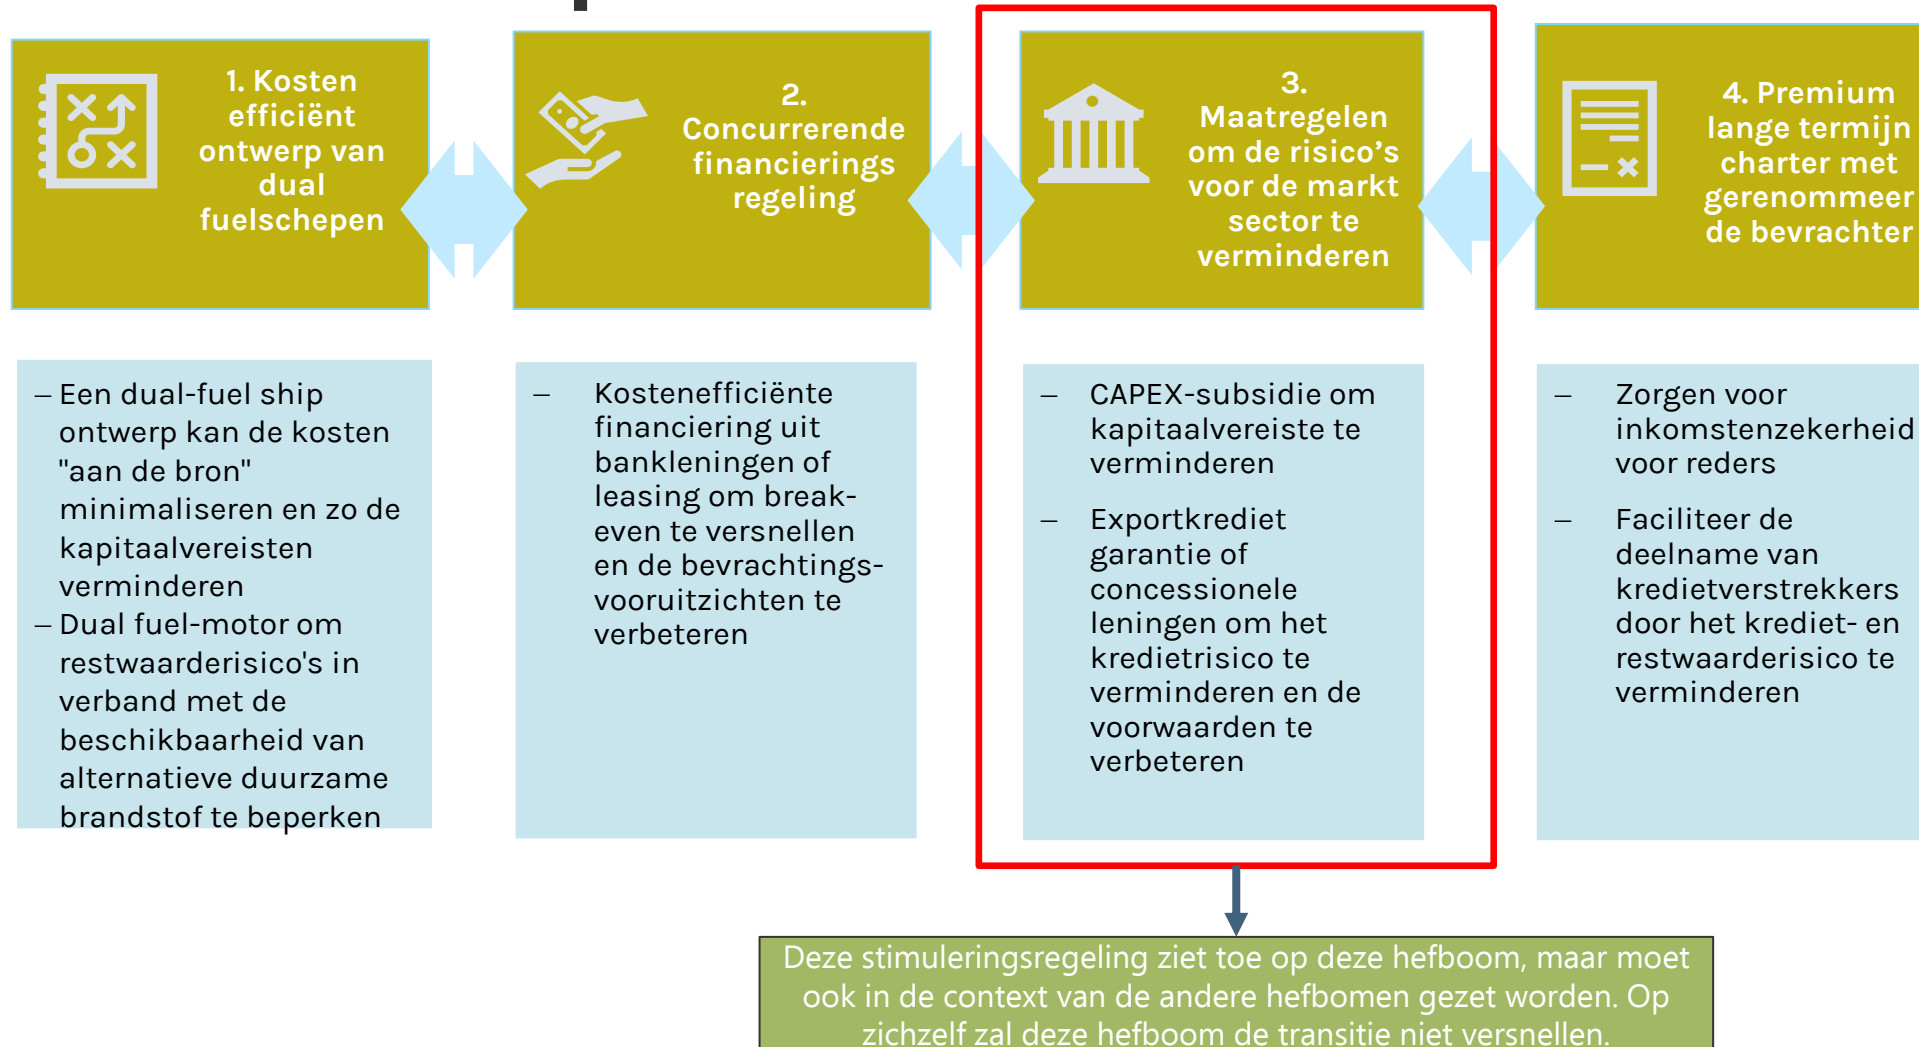 1. Kosten
efficiënt
ontwerp van
dual
fuelschepen
2.
Concurrerende
financierings
regeling
3.
Maatregelen
om de risico's
voor de markt
sector te
verminderen
4. Premium
lange termijn
charter met
gerenommeer
de bevrachter
– Een dual-fuel ship
ontwerp kan de kosten
"aan de bron"
minimaliseren en zo de
kapitaalvereisten
verminderen
– Dual fuel-motor om
restwaarderisico's in
verband met de
beschikbaarheid van
alternatieve duurzame
brandstof te beperken
– Kostenefficiënte
financiering uit
bankleningen of
leasing om break-
even te versnellen
en de bevrachtings-
vooruitzichten te
verbeteren
– CAPEX-subsidie om
kapitaalvereiste te
verminderen
– Exportkrediet
garantie of
concessionele
leningen om het
kredietrisico te
verminderen en de
voorwaarden te
verbeteren
– Zorgen voor
inkomstenzekerheid
voor reders
– Faciliteer de
deelname van
kredietverstrekkers
door het krediet- en
restwaarderisico te
verminderen
Deze stimuleringsregeling ziet toe op deze hefboom, maar moet
ook in de context van de andere hefbomen gezet worden. Op
zichzelf zal deze hefboom de transitie niet versnellen.